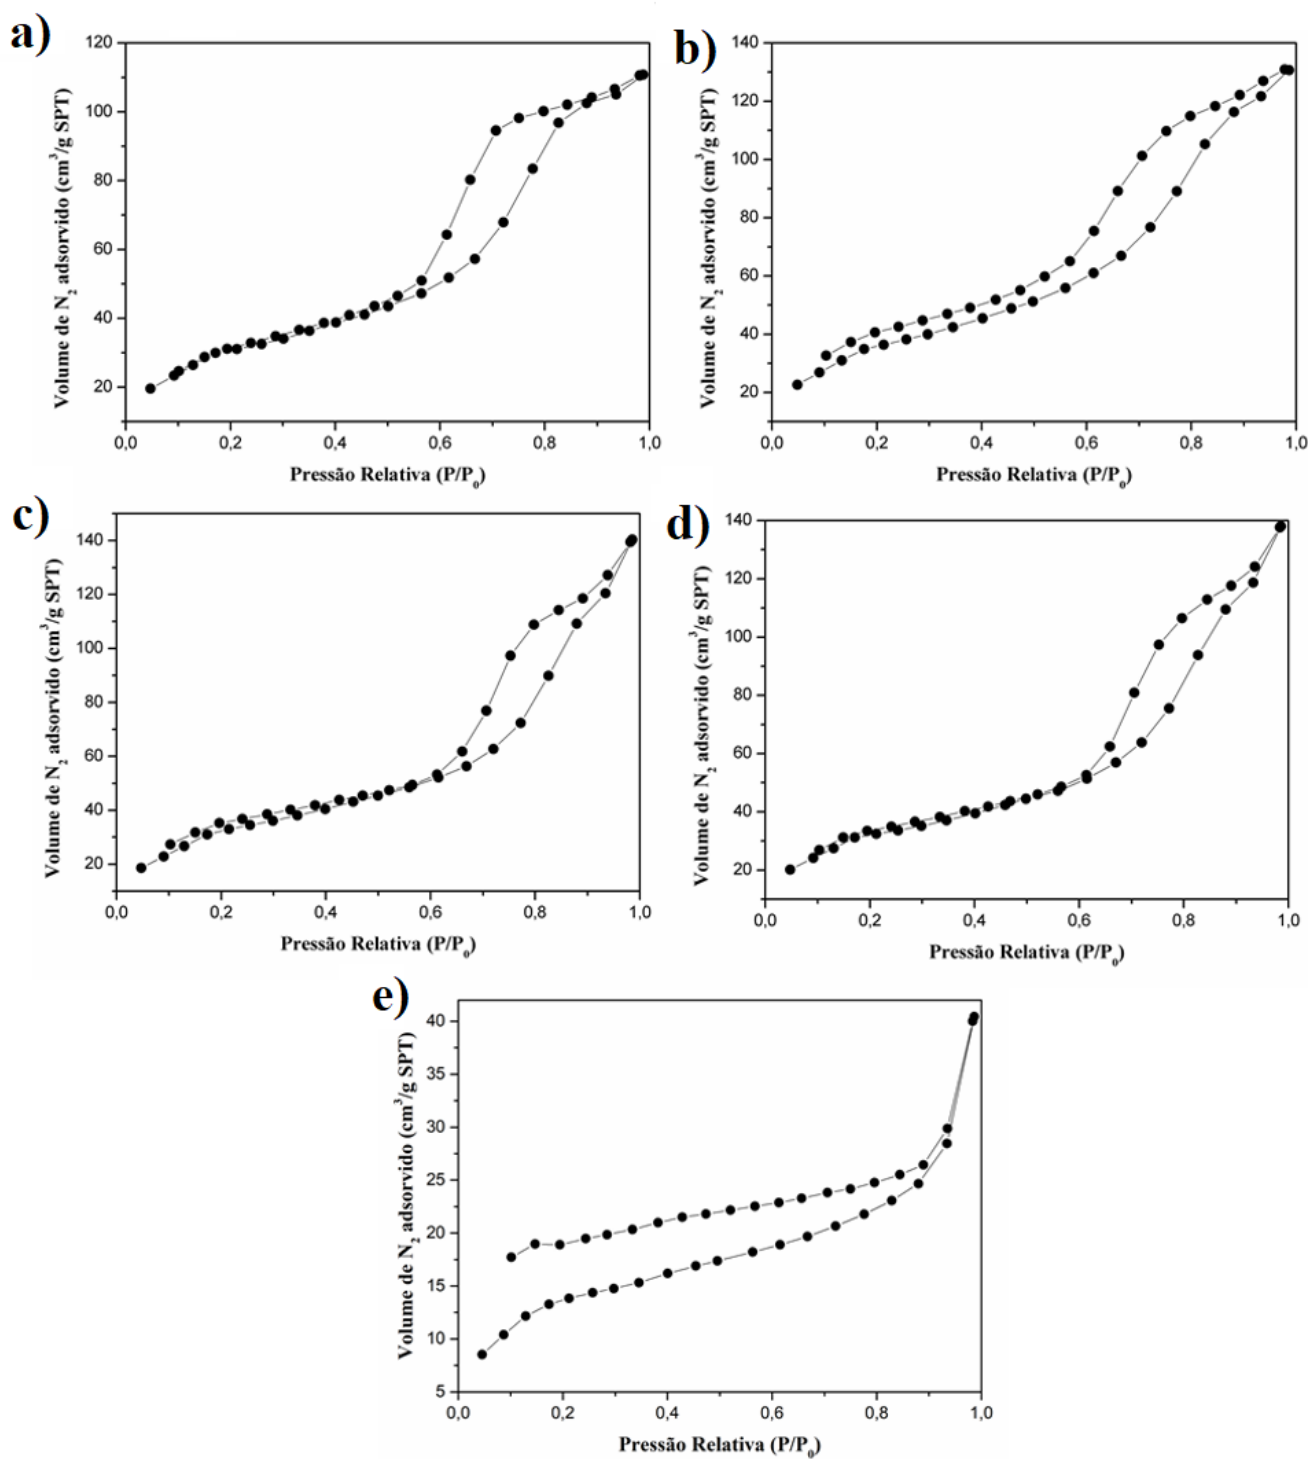 a)
120
100
80
60
40
20
0,0 0,2 0,4 0,6 0,8 1,0
Volume de N₂ adsorvido (cm³/g SPT)
Pressão Relativa (P/P₀)
b)
140
120
100
80
60
40
20
0,0 0,2 0,4 0,6 0,8 1,0
Volume de N₂ adsorvido (cm³/g SPT)
Pressão Relativa (P/P₀)
c)
140
120
100
80
60
40
20
0,0 0,2 0,4 0,6 0,8 1,0
Volume de N₂ adsorvido (cm³/g SPT)
Pressão Relativa (P/P₀)
d)
140
120
100
80
60
40
20
0,0 0,2 0,4 0,6 0,8 1,0
Volume de N₂ adsorvido (cm³/g SPT)
Pressão Relativa (P/P₀)
e)
40
35
30
25
20
15
10
5
0,0 0,2 0,4 0,6 0,8 1,0
Volume de N₂ adsorvido (cm³/g SPT)
Pressão Relativa (P/P₀)